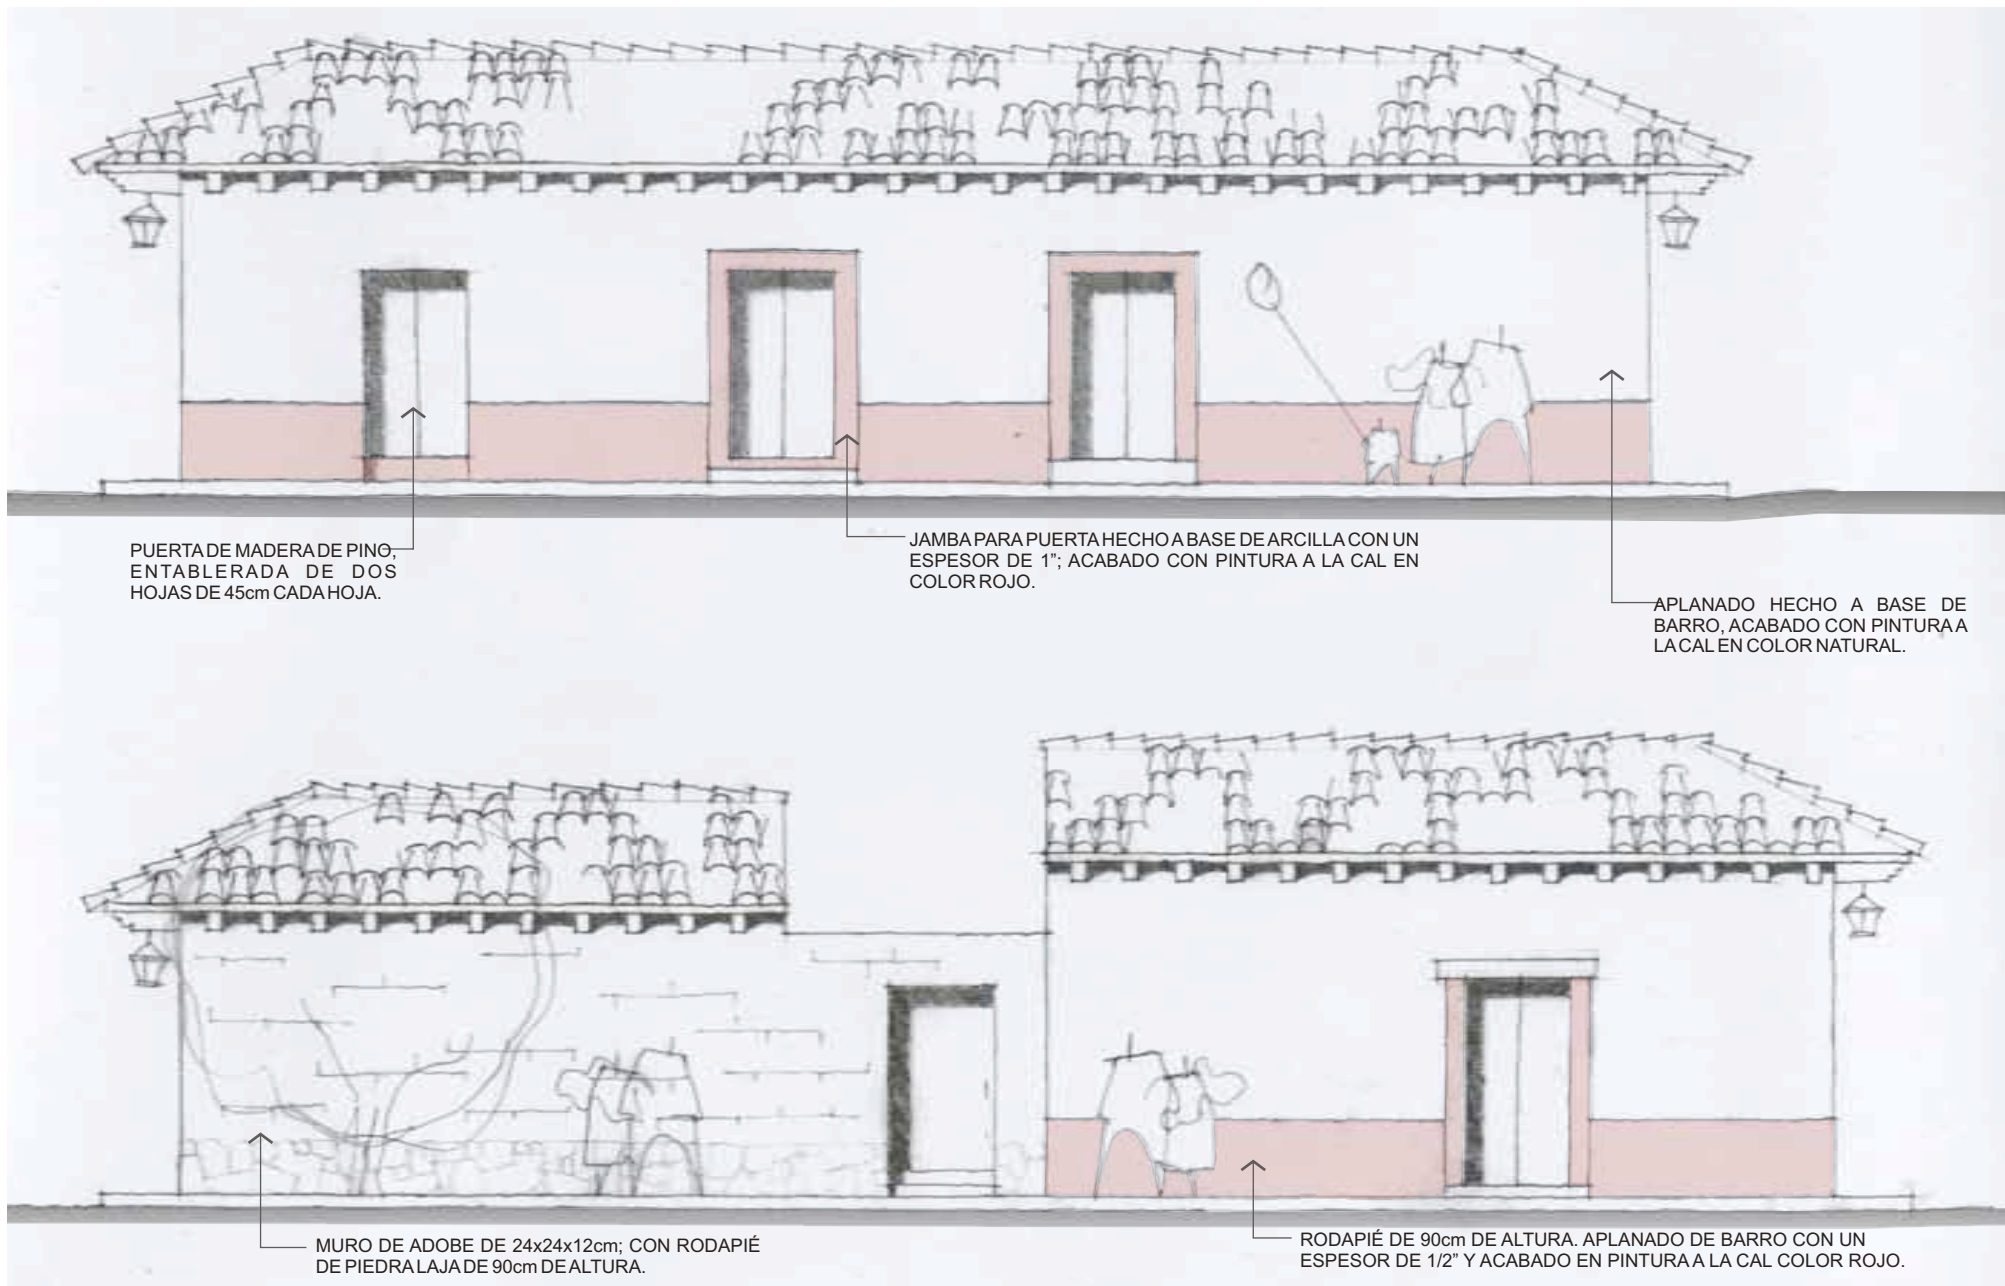 PUERTA DE MADERA DE PINO,
ENTABLERADA DE DOS
HOJAS DE 45cm CADA HOJA.
JAMBA PARA PUERTA HECHO A BASE DE ARCILLA CON UN
ESPESOR DE 1”; ACABADO CON PINTURA A LA CAL EN
COLOR ROJO.
APLANADO HECHO A BASE DE
BARRO, ACABADO CON PINTURA A
LA CAL EN COLOR NATURAL.
MURO DE ADOBE DE 24x24x12cm; CON RODAPIÉ
DE PIEDRA LAJA DE 90cm DE ALTURA.
RODAPIÉ DE 90cm DE ALTURA. APLANADO DE BARRO CON UN
ESPESOR DE 1/2” Y ACABADO EN PINTURA A LA CAL COLOR ROJO.